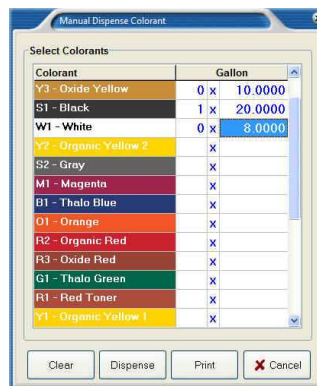 Manual Dispense Colorant
Select Colorants
Colorant Gallon
Y3 - Oxide Yellow 0 x 10.0000
S1 - Black 1 x 20.0000
W1 - White 0 x 8.0000
Y2 - Organic Yellow 2 x
S2 - Gray x
M1 - Magenta x
B1 - Thalo Blue x
O1 - Orange x
R2 - Organic Red x
R3 - Oxide Red x
G1 - Thalo Green x
R1 - Red Toner x
Y1 - Organic Yellow 1 x
Clear Dispense Print Cancel